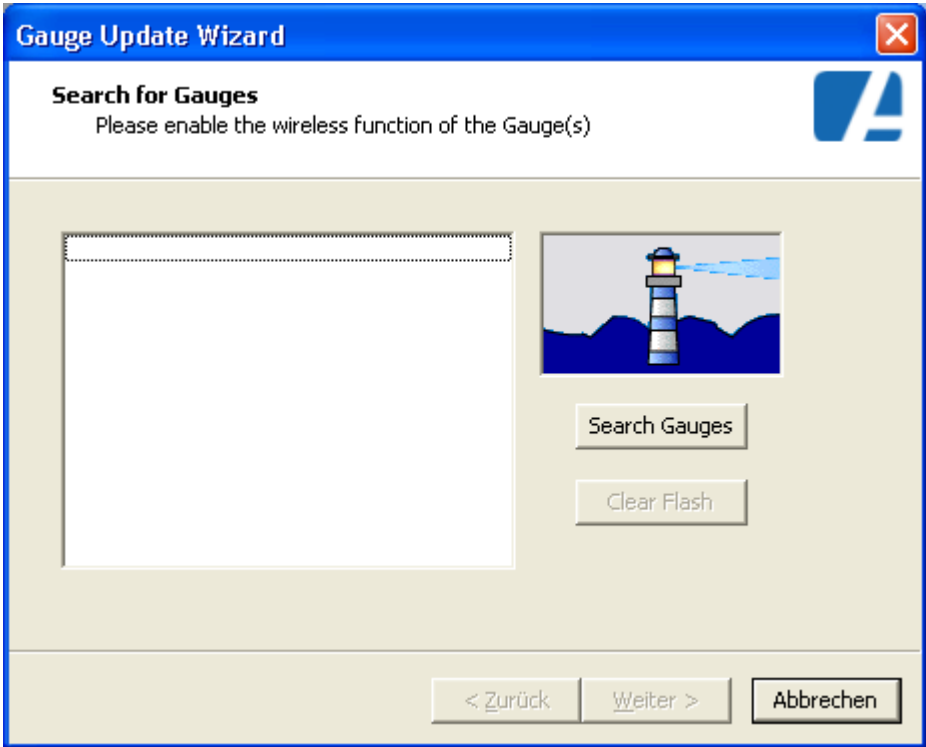 Gauge Update Wizard
Search for Gauges
Please enable the wireless function of the Gauge(s)
Search Gauges
Clear Flash
< Zurück
Weiter >
Abbrechen